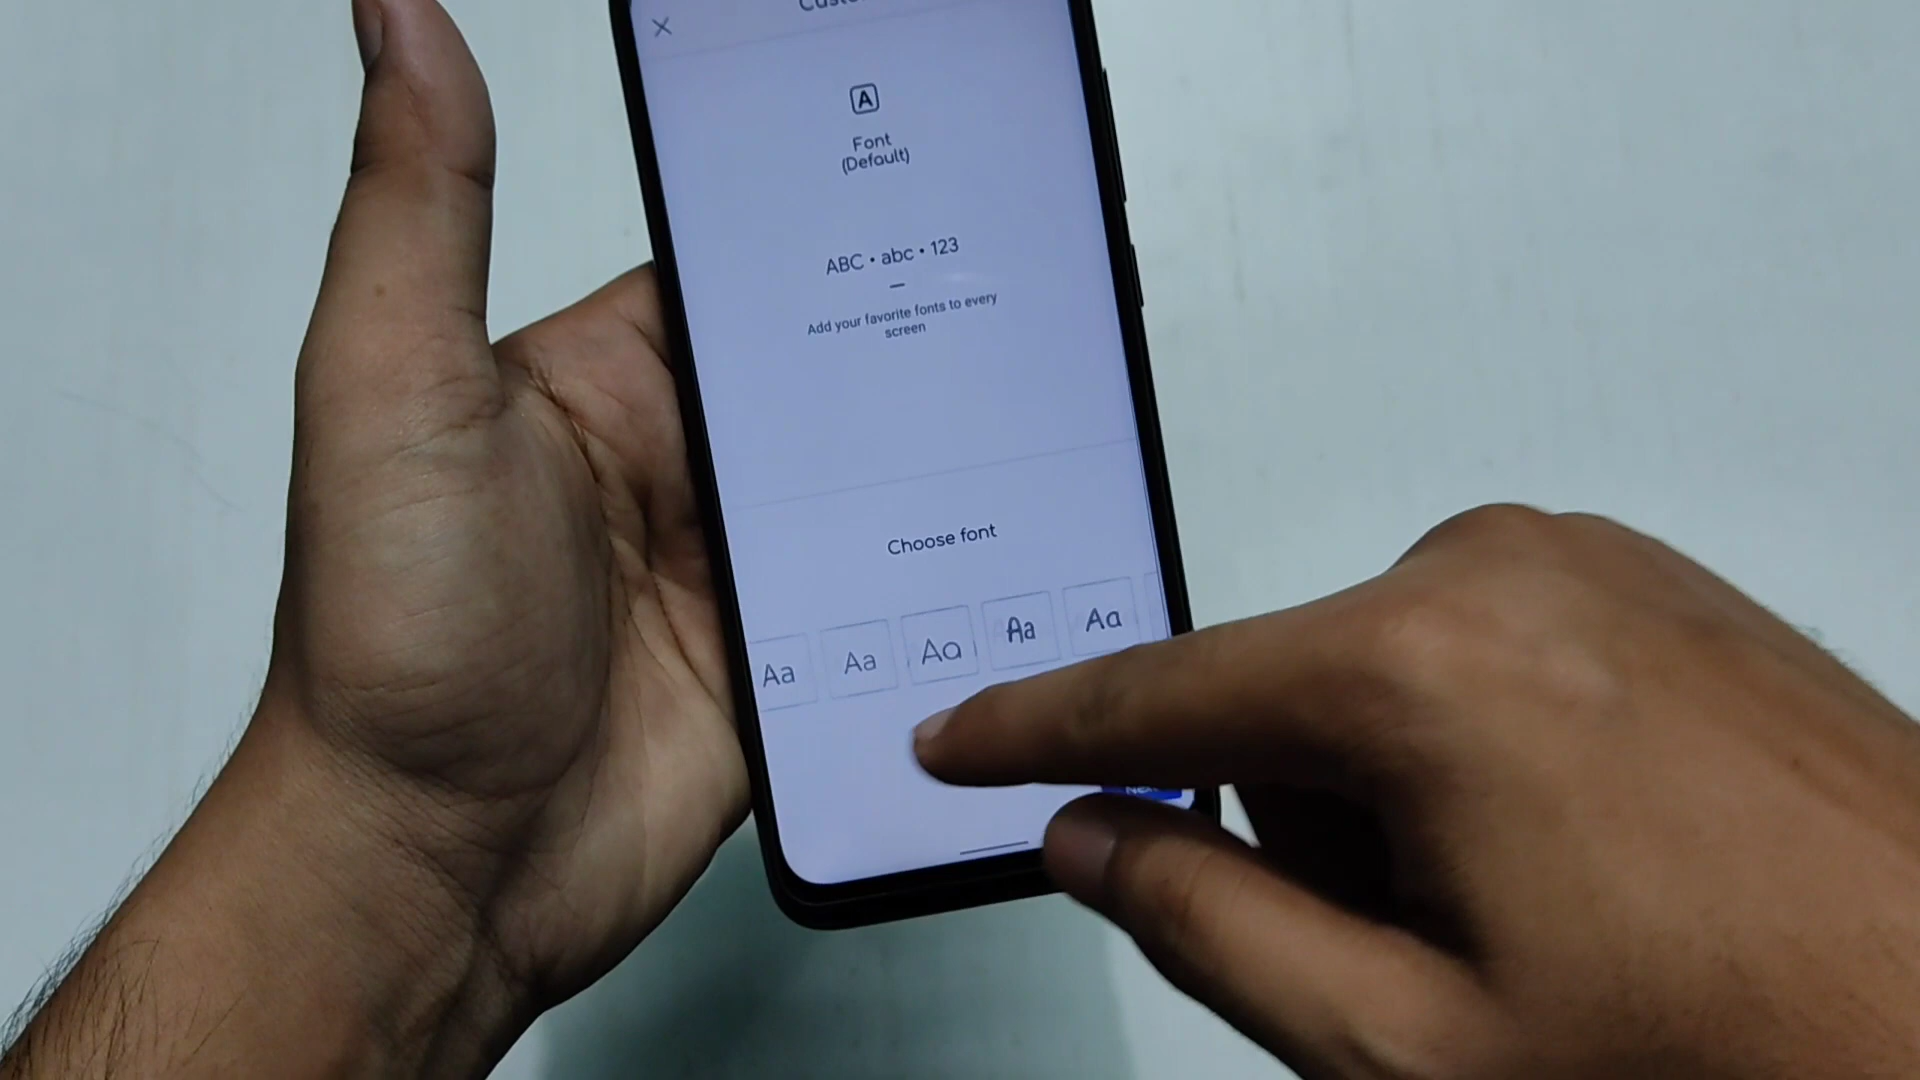 A
Font
(Default)
ABC • abc • 123
Add your favorite fonts to every
screen
Choose font
Aa Aa Aa Aa Aa